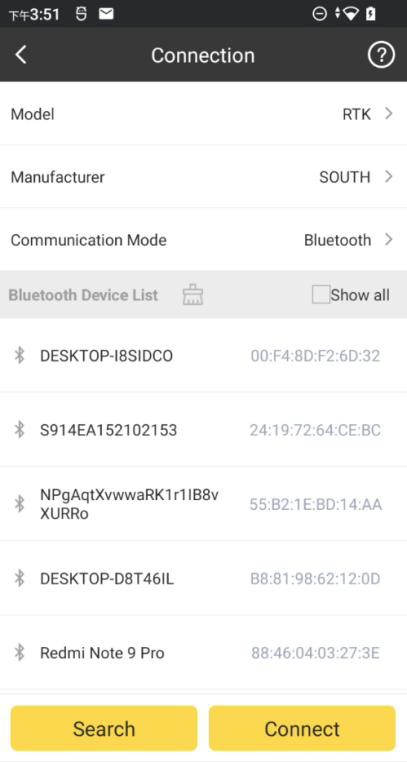 下午3:51
Connection
Model RTK
Manufacturer SOUTH
Communication Mode Bluetooth
Bluetooth Device List Show all
DESKTOP-I8SIDCO 00:F4:8D:F2:6D:32
S914EA152102153 24:19:72:64:CE:BC
NPgAqtXvwwaRK1r1IB8v
XURRo 55:B2:1E:BD:14:AA
DESKTOP-D8T46IL B8:81:98:62:12:0D
Redmi Note 9 Pro 88:46:04:03:27:3E
Search Connect